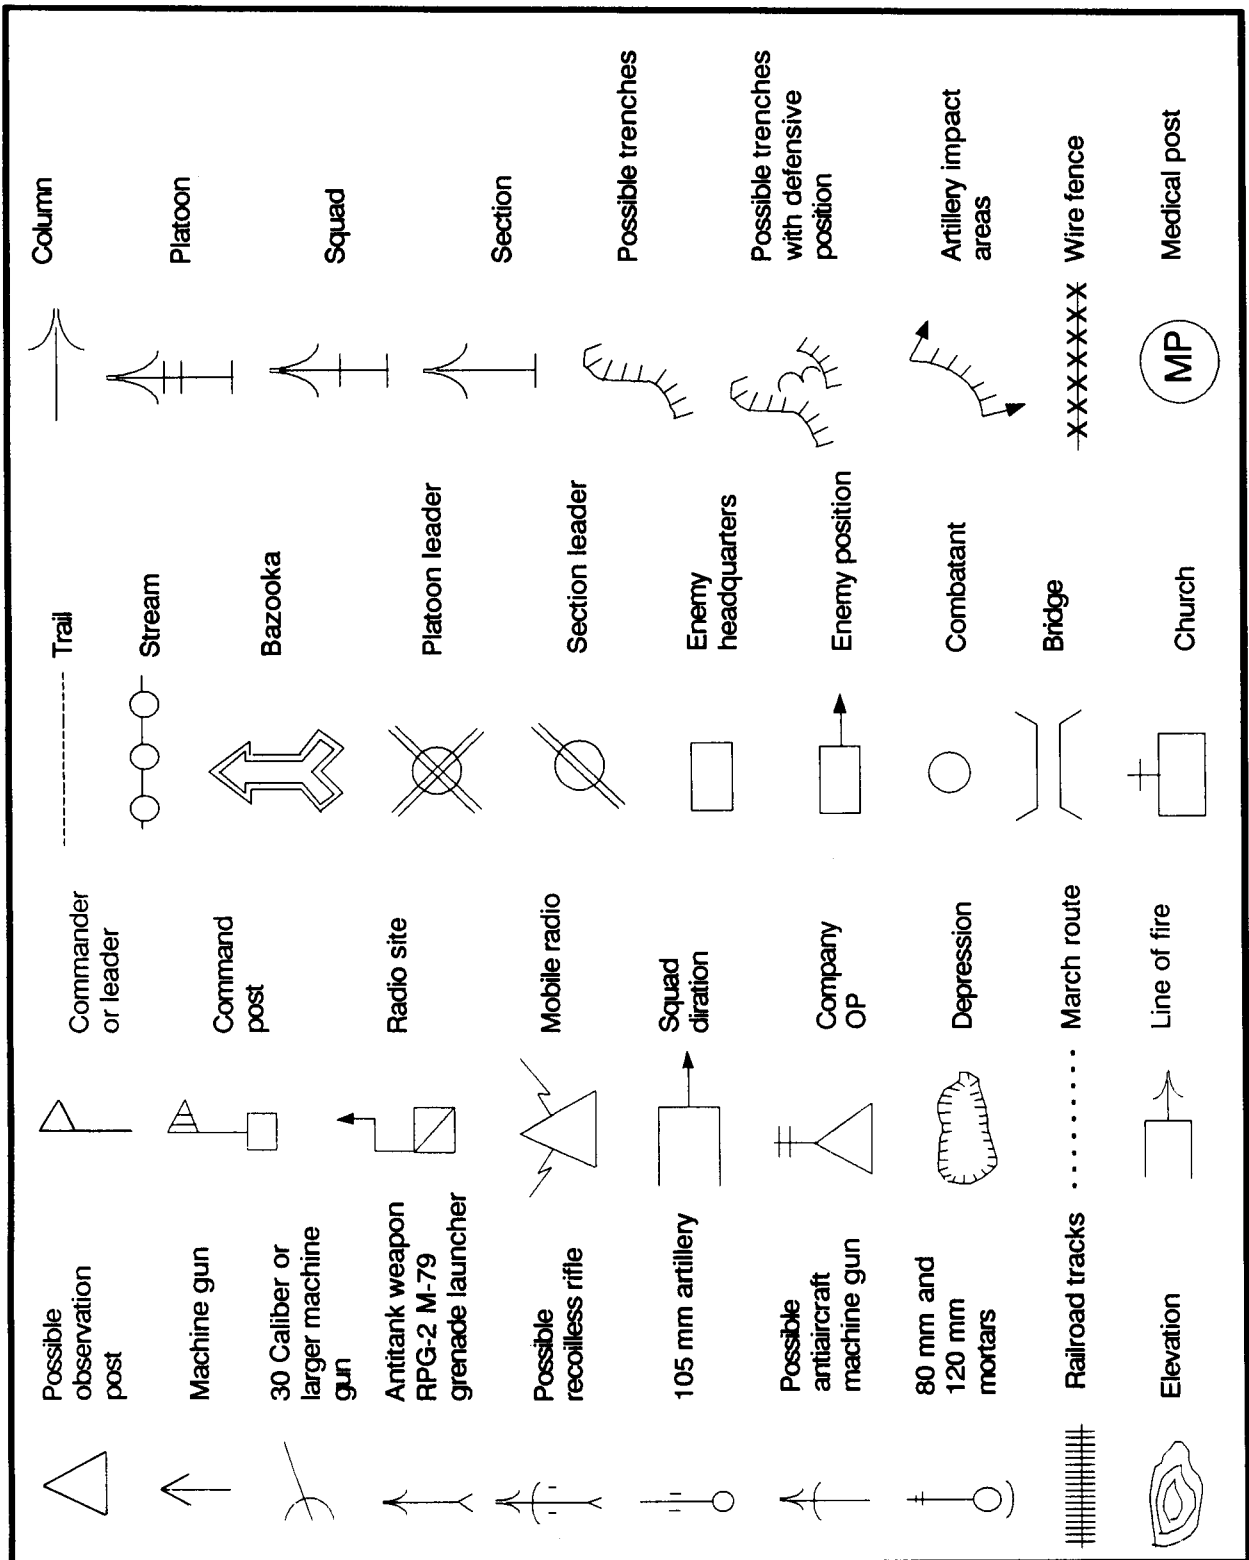 Possible
observation
post
Machine gun
30 Caliber or
larger machine
gun
Antitank weapon
RPG-2 M-79
grenade launcher
Possible
recoilless rifle
105 mm artillery
Possible
antiaircraft
machine gun
80 mm and
120 mm
mortars
Railroad tracks
Elevation
Commander
or leader
Command
post
Radio site
Mobile radio
Squad
diration
Company
OP
Depression
March route
Line of fire
Trail
Stream
Bazooka
Platoon leader
Section leader
Enemy
headquarters
Enemy position
Combatant
Bridge
Church
Column
Platoon
Squad
Section
Possible trenches
Possible trenches
with defensive
position
Artillery impact
areas
Wire fence
MP
Medical post